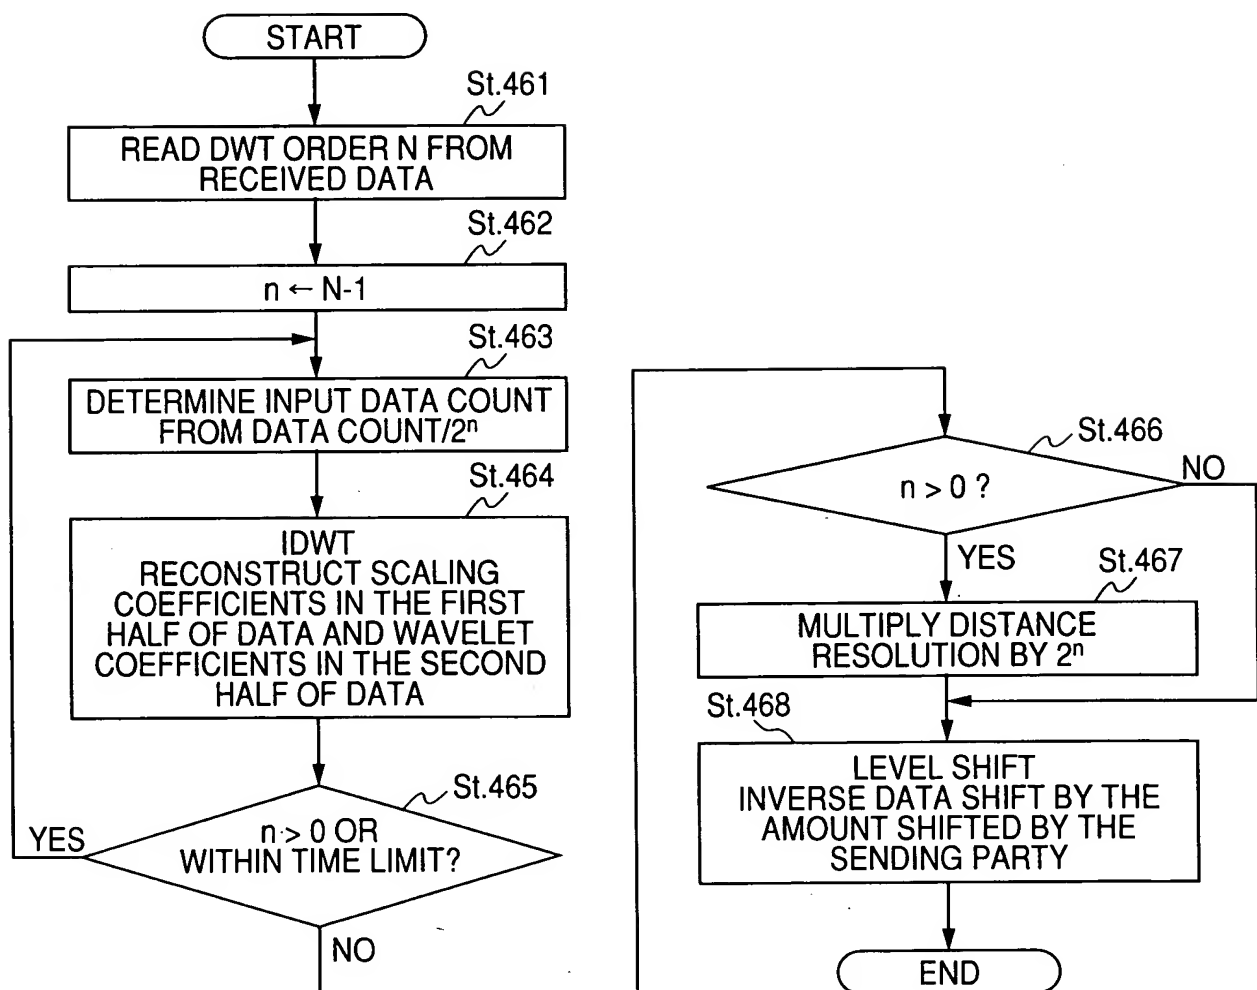 START
St.461
READ DWT ORDER N FROM
RECEIVED DATA
St.462
n ← N-1
St.463
DETERMINE INPUT DATA COUNT
FROM DATA COUNT/2ⁿ
St.464
IDWT
RECONSTRUCT SCALING
COEFFICIENTS IN THE FIRST
HALF OF DATA AND WAVELET
COEFFICIENTS IN THE SECOND
HALF OF DATA
St.465
YES
n > 0 OR
WITHIN TIME LIMIT?
NO
St.466
n > 0 ?
NO
YES
St.467
MULTIPLY DISTANCE
RESOLUTION BY 2ⁿ
St.468
LEVEL SHIFT
INVERSE DATA SHIFT BY THE
AMOUNT SHIFTED BY THE
SENDING PARTY
END